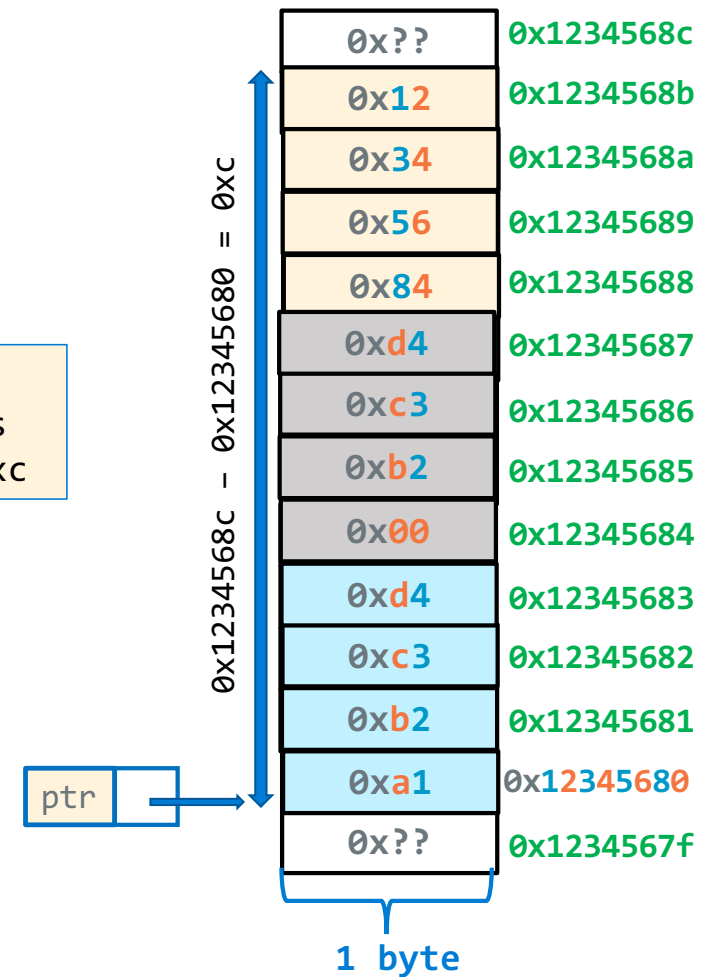 0x?? 0x1234568c
0x12 0x1234568b
0x34 0x1234568a
0x56 0x12345689
0x84 0x12345688
0xd4 0x12345687
0xc3 0x12345686
0xb2 0x12345685
0x00 0x12345684
0xd4 0x12345683
0xc3 0x12345682
0xb2 0x12345681
0xa1 0x12345680
0x?? 0x1234567f
0x1234568c - 0x12345680 = 0xc
s
xc
ptr
1 byte